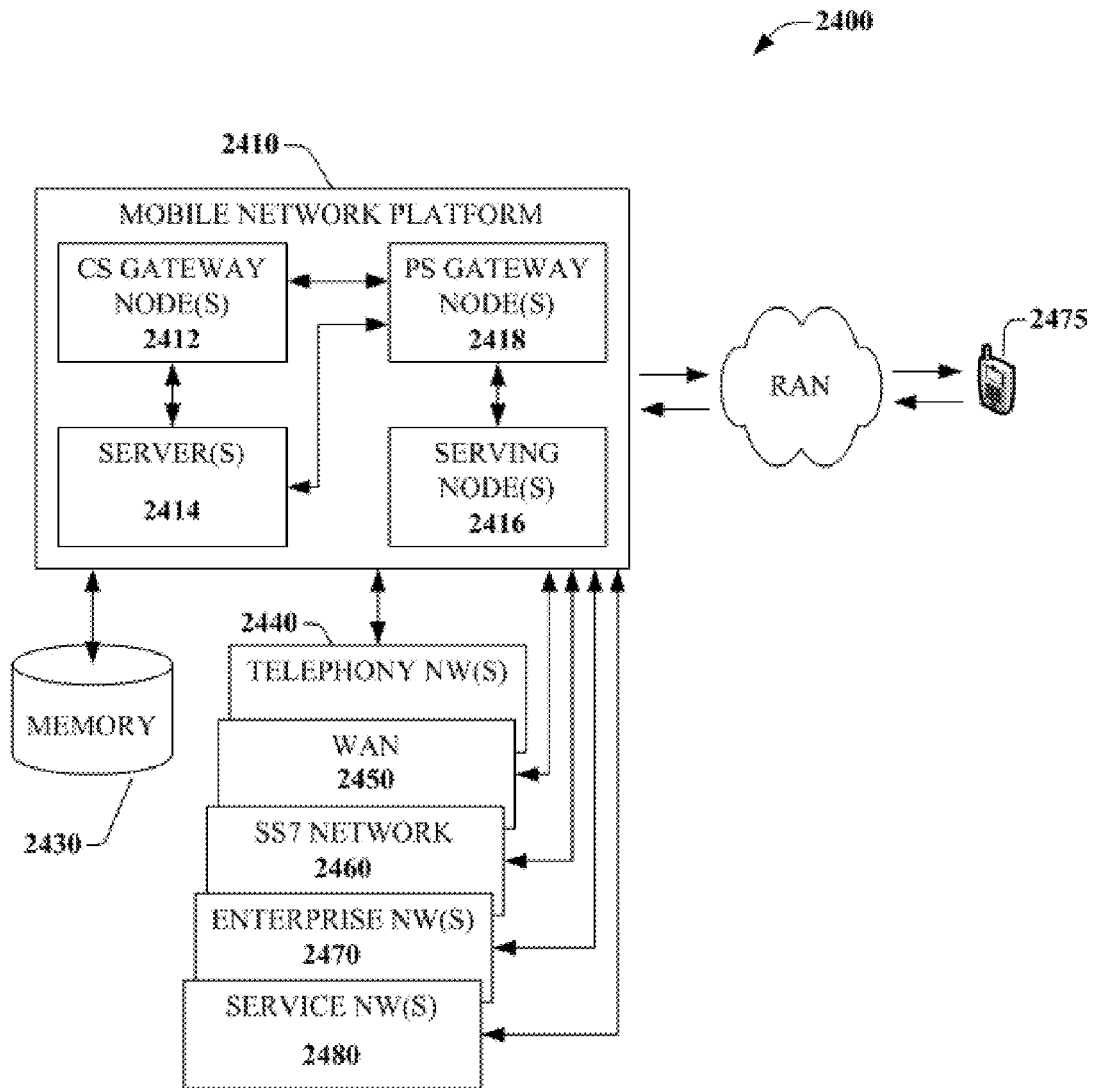 2400
2410
MOBILE NETWORK PLATFORM
CS GATEWAY
NODE(S)
2412
PS GATEWAY
NODE(S)
2418
SERVER(S)
2414
SERVING
NODE(S)
2416
RAN
2475
2440
TELEPHONY NW(S)
MEMORY
2430
WAN
2450
SS7 NETWORK
2460
ENTERPRISE NW(S)
2470
SERVICE NW(S)
2480